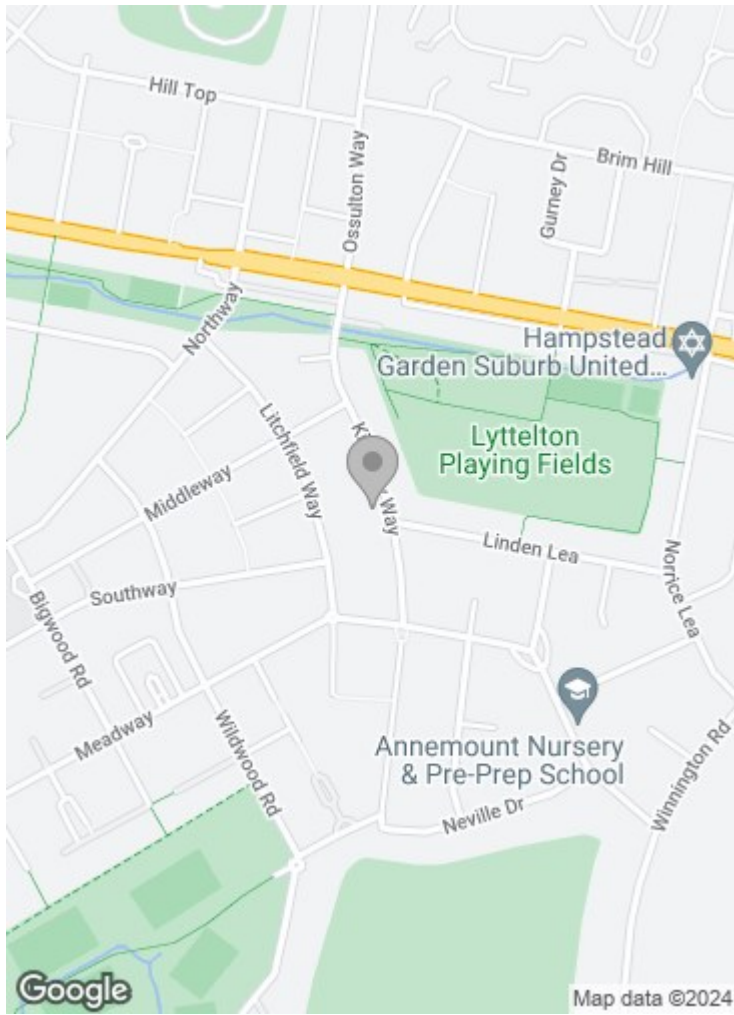 Hill Top
Ossulton Way
Gurney Dr
Brim Hill
Northway
Hampstead
Garden Suburb United...
Litchfield Way
Middleway
Lyttelton
Playing Fields
Way
Linden Lea
Norrice Lea
Southway
Bigwood Rd
Meadway
Wildwood Rd
Annemount Nursery
& Pre-Prep School
Winnington Rd
Neville Dr
Google
Map data ©2024